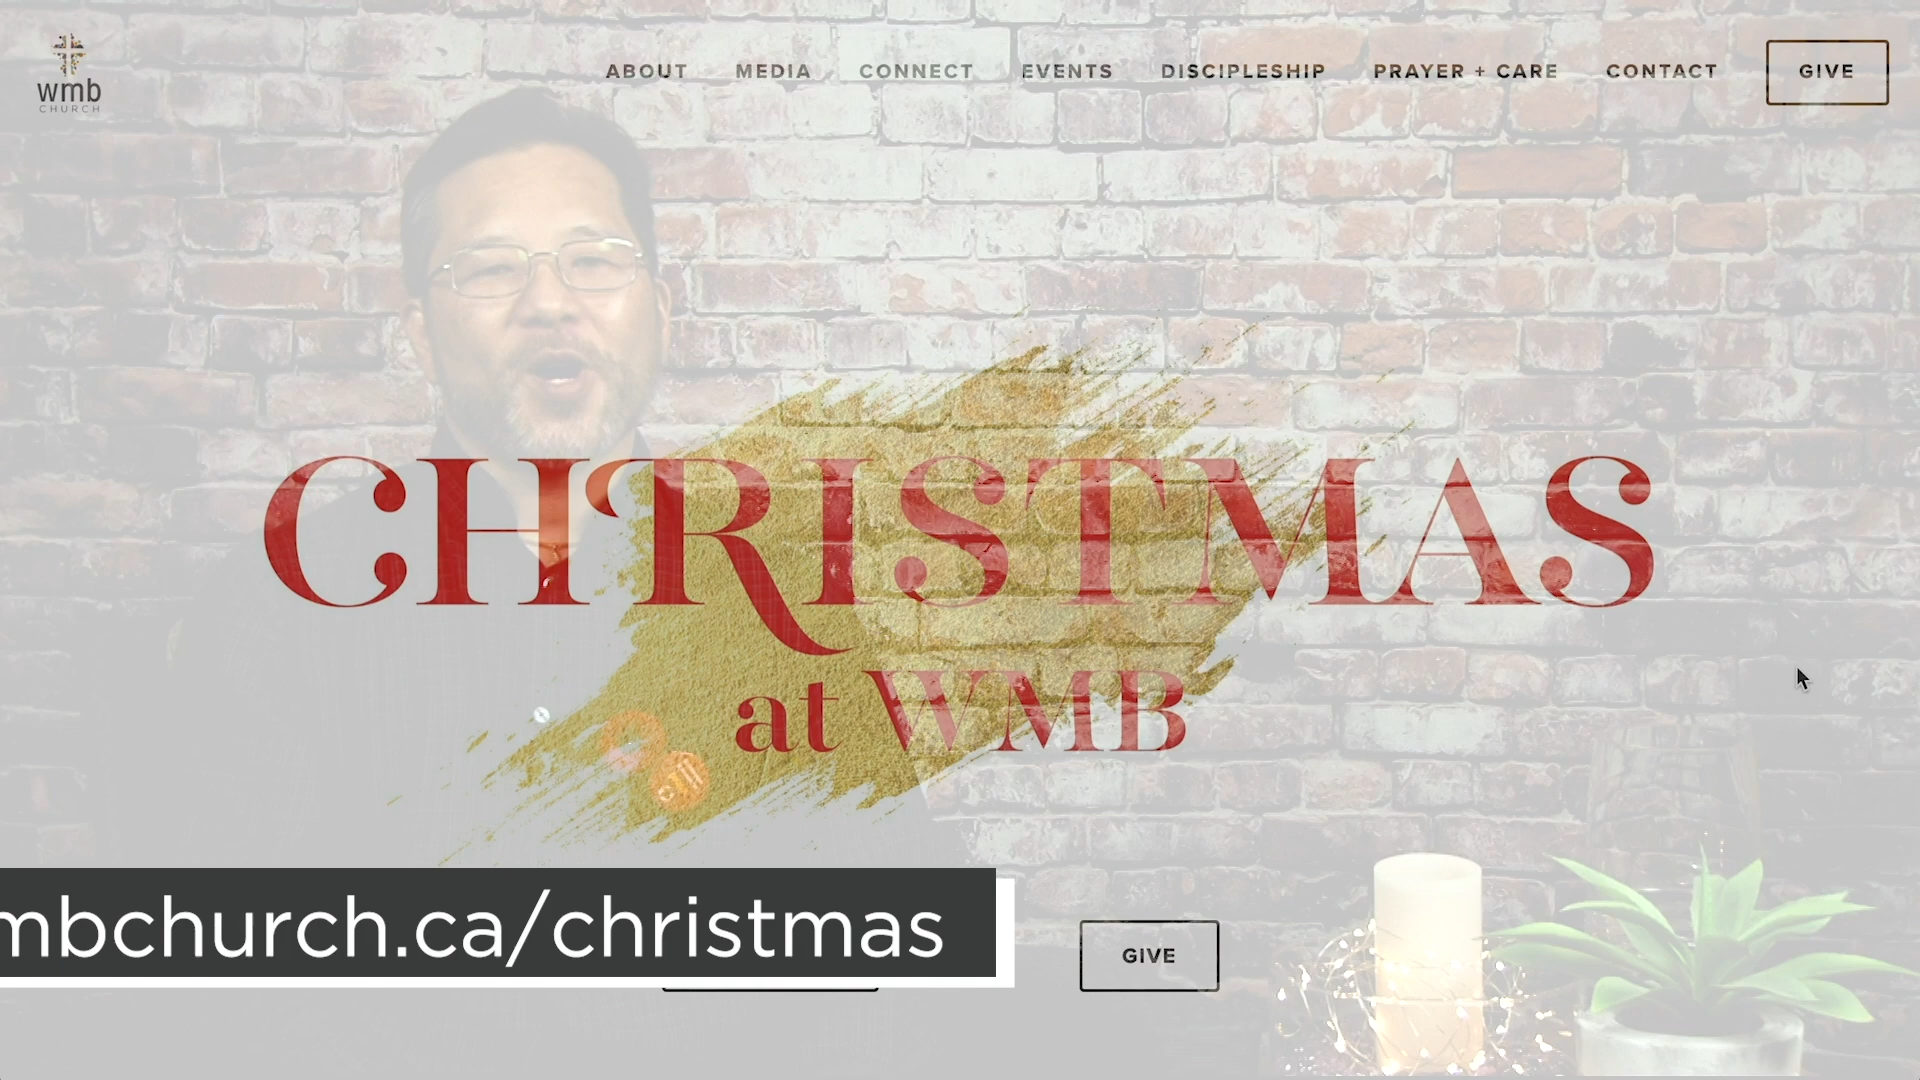 wmb
CHURCH
ABOUT MEDIA CONNECT EVENTS DISCIPLESHIP PRAYER + CARE CONTACT GIVE
CHRISTMAS
at WMB
mbchurch.ca/christmas
GIVE